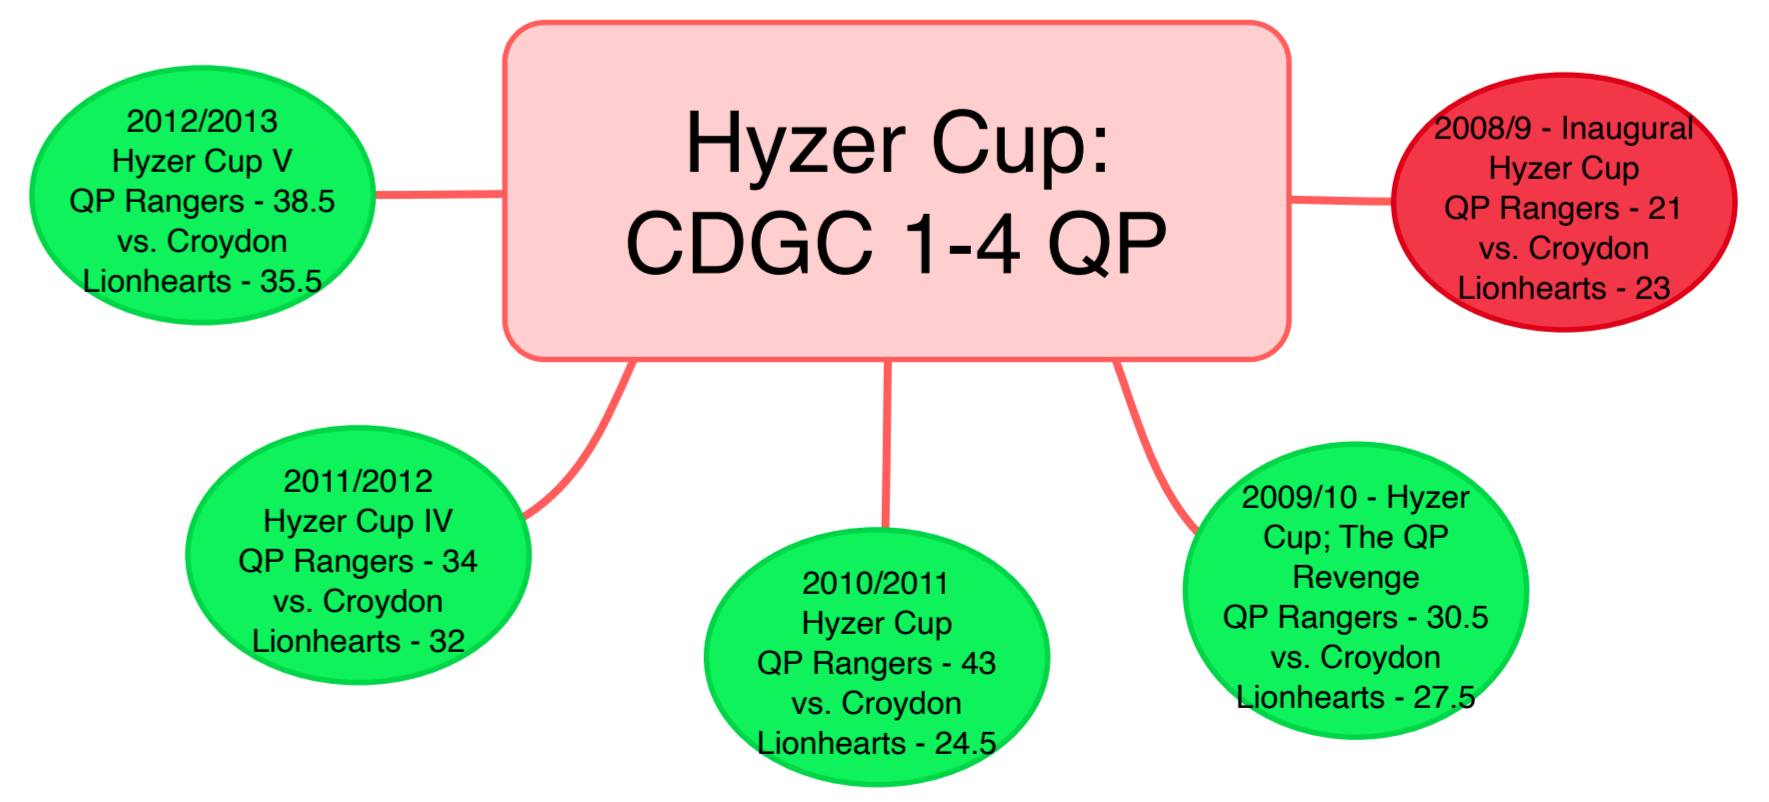 Hyzer Cup:
CDGC 1-4 QP
2012/2013
Hyzer Cup V
QP Rangers - 38.5
vs. Croydon
Lionhearts - 35.5
2008/9 - Inaugural
Hyzer Cup
QP Rangers - 21
vs. Croydon
Lionhearts - 23
2011/2012
Hyzer Cup IV
QP Rangers - 34
vs. Croydon
Lionhearts - 32
2010/2011
Hyzer Cup
QP Rangers - 43
vs. Croydon
Lionhearts - 24.5
2009/10 - Hyzer
Cup; The QP
Revenge
QP Rangers - 30.5
vs. Croydon
Lionhearts - 27.5